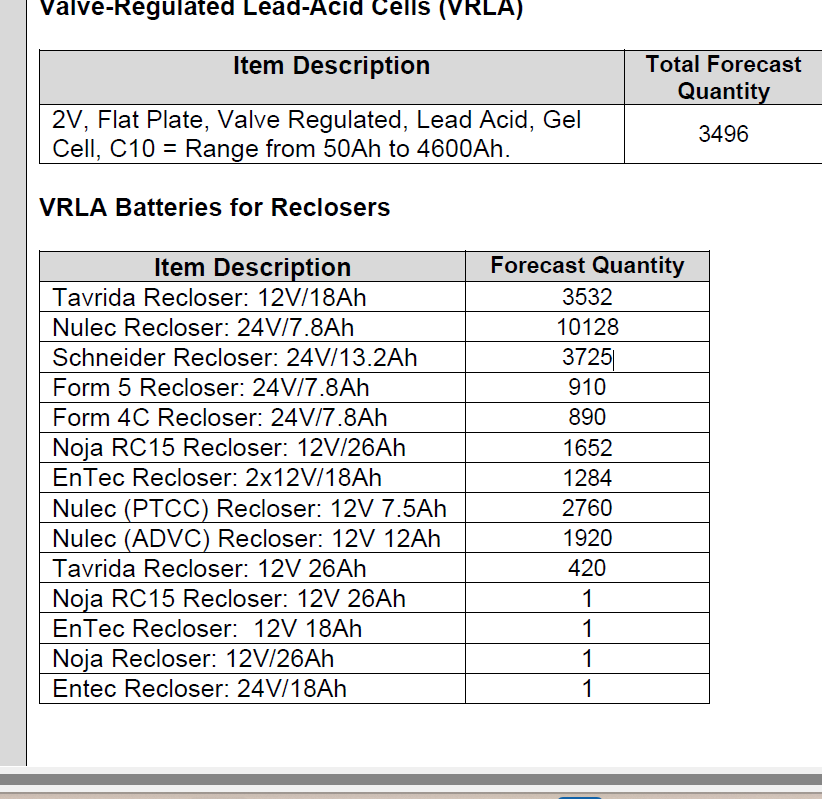 Valve-Regulated Lead-Acid Cells (VRLA)
Item Description
Total Forecast
Quantity
2V, Flat Plate, Valve Regulated, Lead Acid, Gel
Cell, C10 = Range from 50Ah to 4600Ah.
3496
VRLA Batteries for Reclosers
Item Description Forecast Quantity
Tavrida Recloser: 12V/18Ah 3532
Nulec Recloser: 24V/7.8Ah 10128
Schneider Recloser: 24V/13.2Ah 3725
Form 5 Recloser: 24V/7.8Ah 910
Form 4C Recloser: 24V/7.8Ah 890
Noja RC15 Recloser: 12V/26Ah 1652
EnTec Recloser: 2x12V/18Ah 1284
Nulec (PTCC) Recloser: 12V 7.5Ah 2760
Nulec (ADVC) Recloser: 12V 12Ah 1920
Tavrida Recloser: 12V 26Ah 420
Noja RC15 Recloser: 12V 26Ah 1
EnTec Recloser:  12V 18Ah 1
Noja Recloser: 12V/26Ah 1
Entec Recloser: 24V/18Ah 1